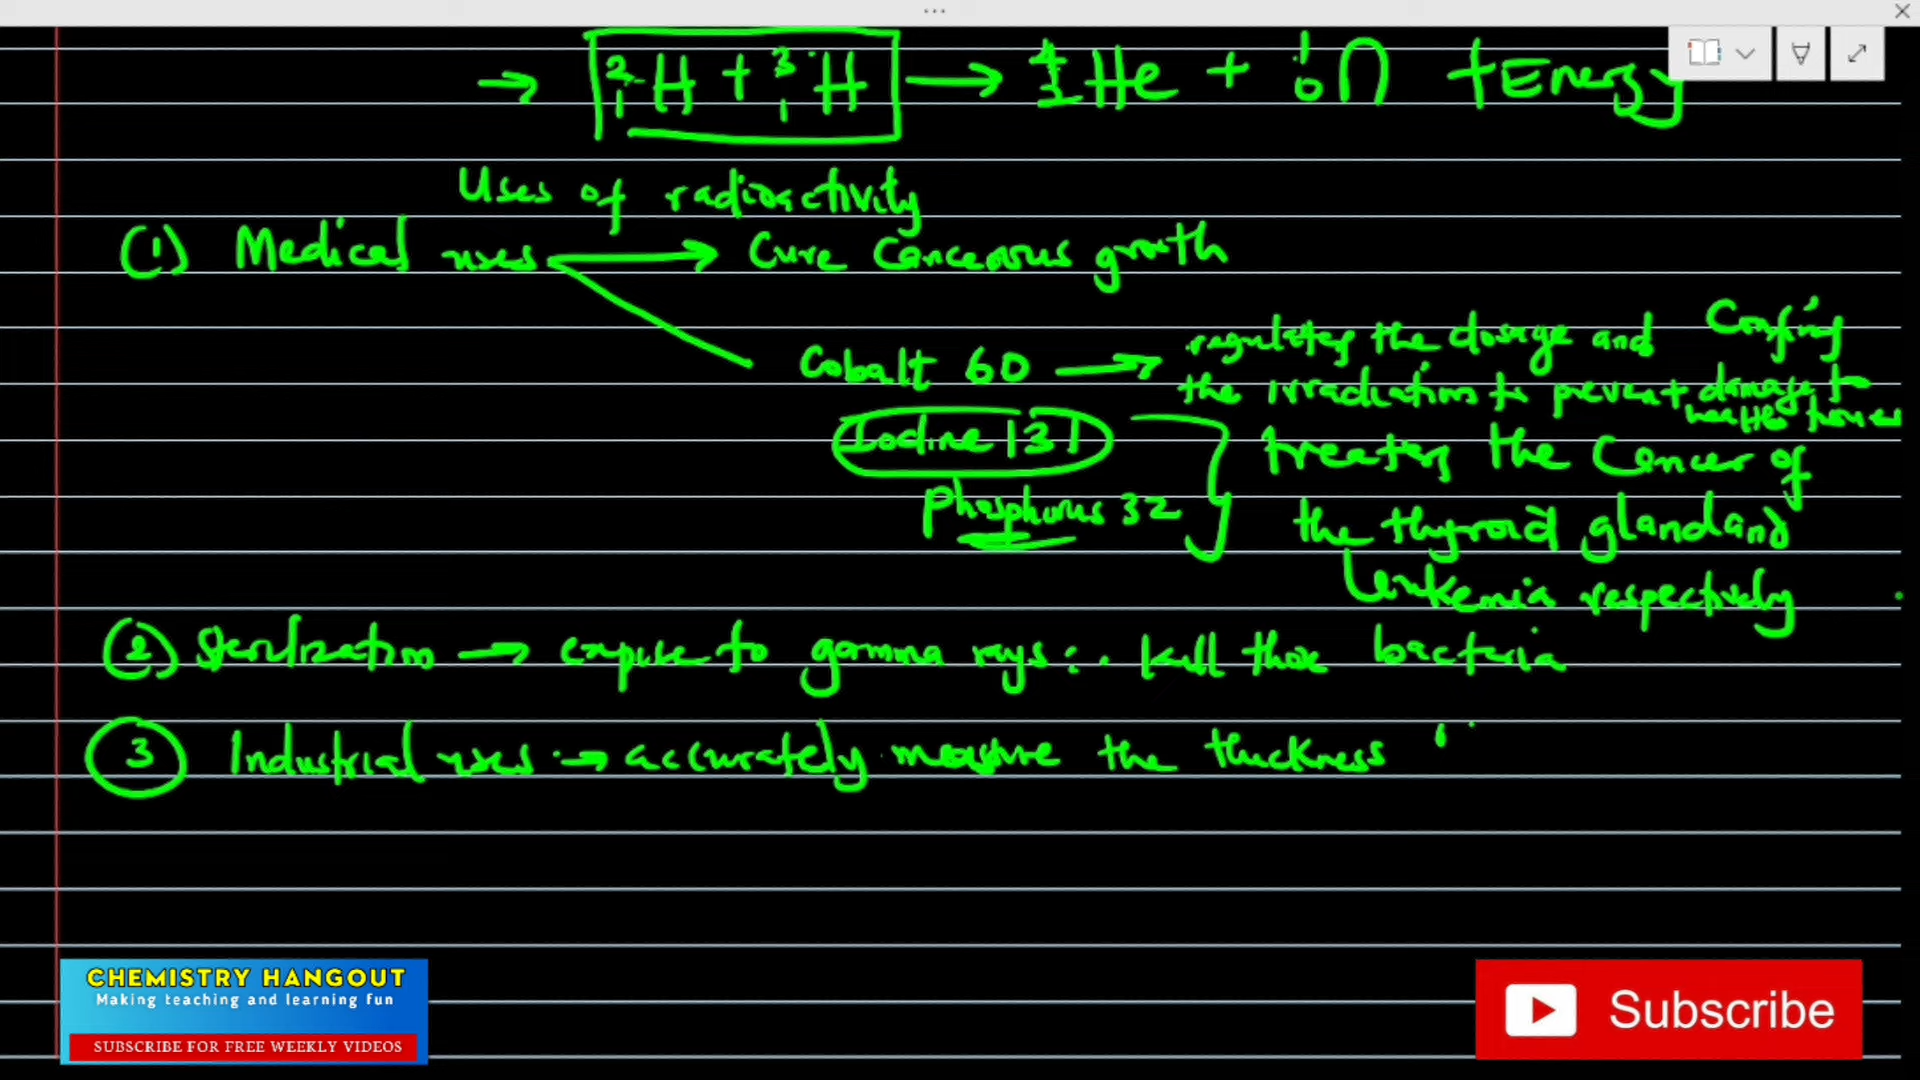 → ²₁H + ³₁H → ⁴₂He + ¹₀n + Energy
Uses of radioactivity
(1) Medical uses → Cure Cancerous growth
Cobalt 60 → regulating the dosage and Confining
the irradiation to prevent damage to
Iodine 131
treating the Cancer of
Phosphorus 32
the thyroid gland and
Leukemia respectively
(2) Sterilization → expose to gamma rays ∴ kill those bacteria
(3) Industrial uses → accurately measure the thickness
CHEMISTRY HANGOUT
Making teaching and learning fun
SUBSCRIBE FOR FREE WEEKLY VIDEOS
Subscribe